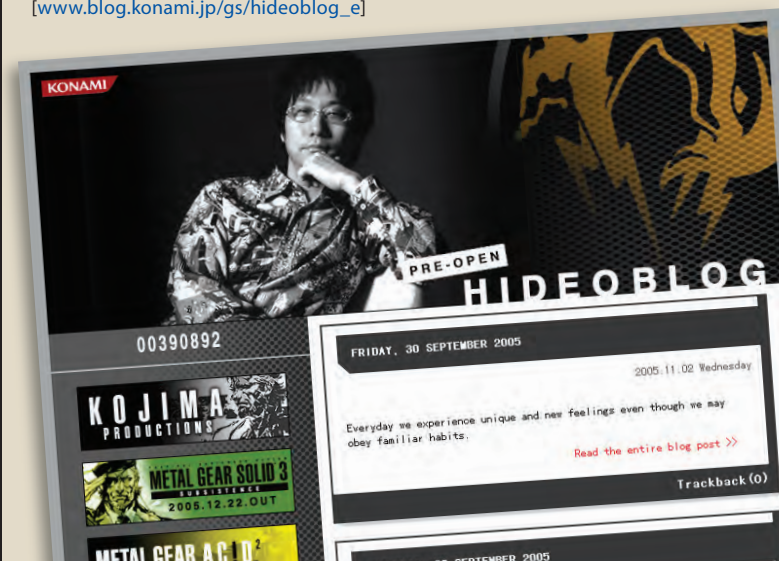 [www.blog.konami.jp/gs/hideoblog_e]
KONAMI
PRE-OPEN
HIDEOBLOG
00390892
KOJIMA
PRODUCTIONS
METAL GEAR SOLID 3
SUBSISTENCE
2005.12.22.OUT
METAL GEAR AC!D²
FRIDAY, 30 SEPTEMBER 2005
2005.11.02 Wednesday
Everyday we experience unique and new feelings even though we may
obey familiar habits.
Read the entire blog post >>
Trackback(0)
SEPTEMBER 2005